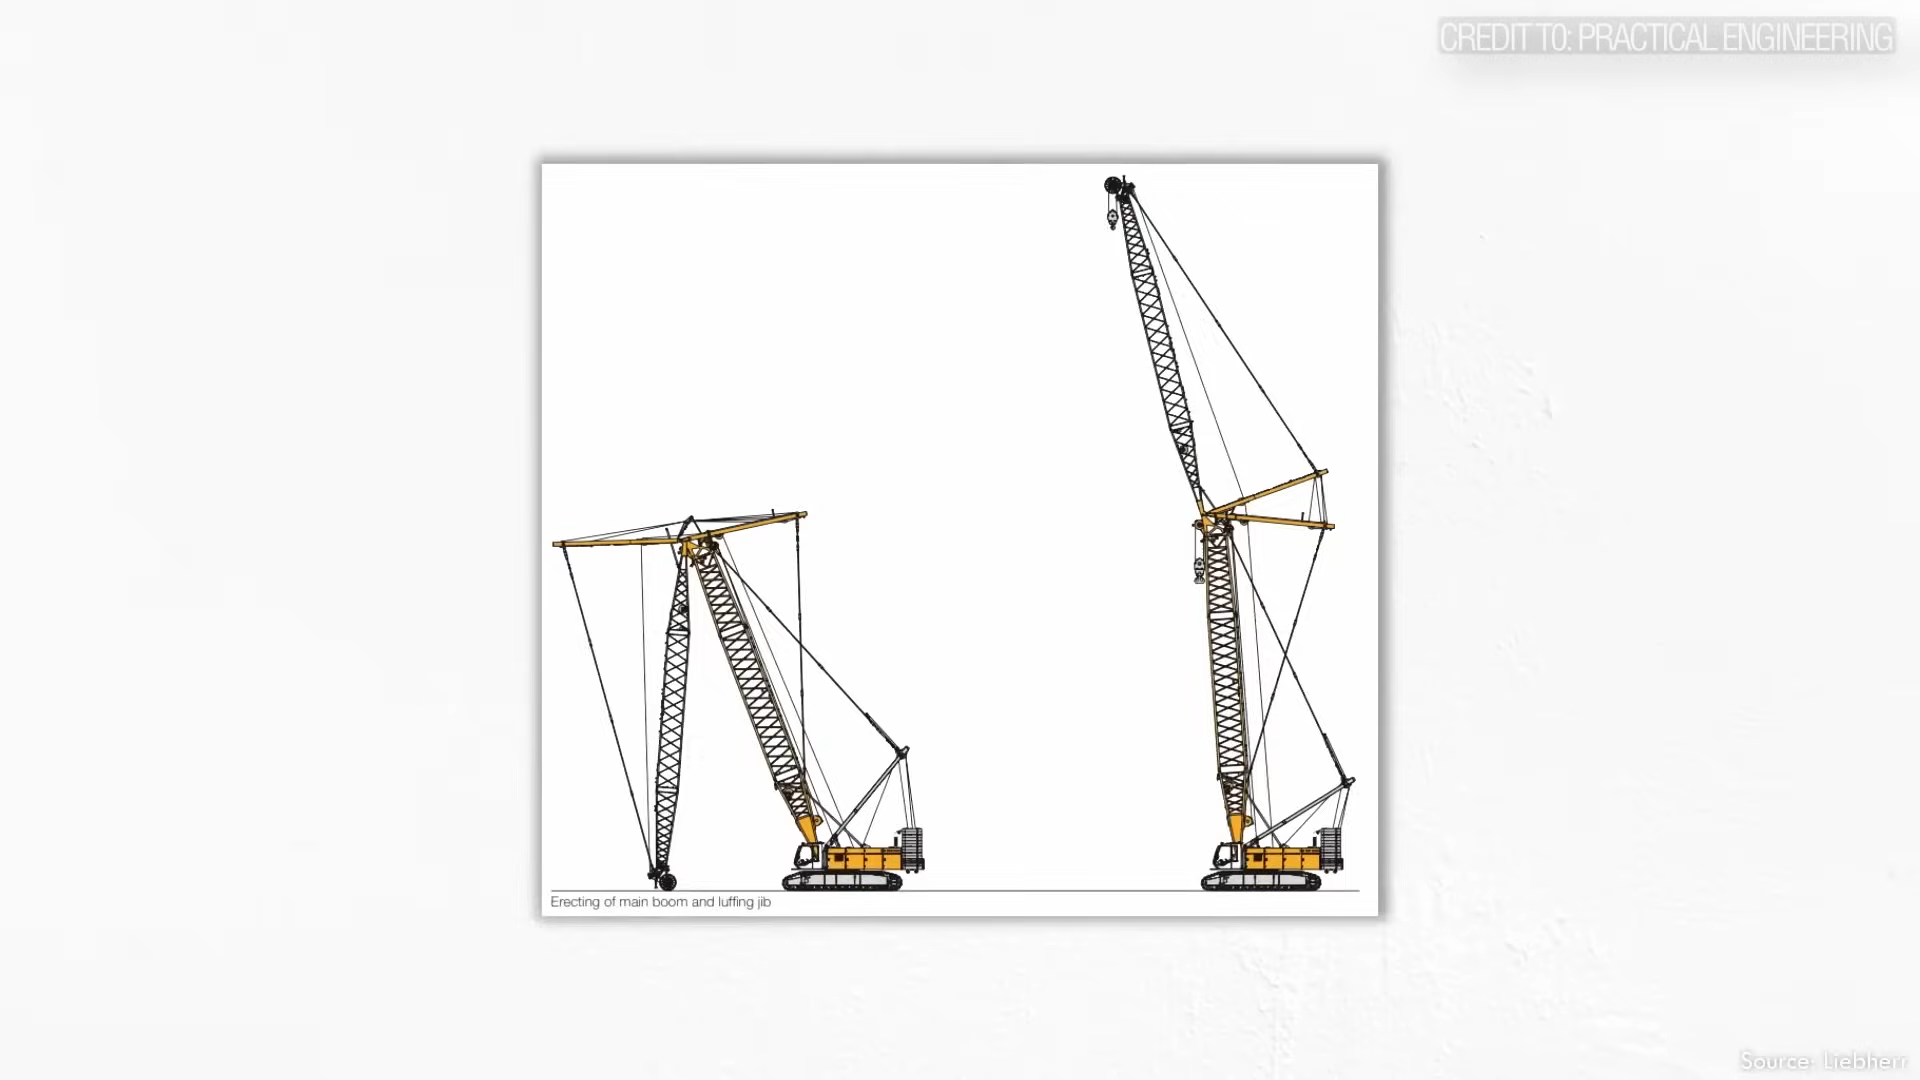 CREDIT TO: PRACTICAL ENGINEERING
Erecting of main boom and luffing jib
Source: Liebherr